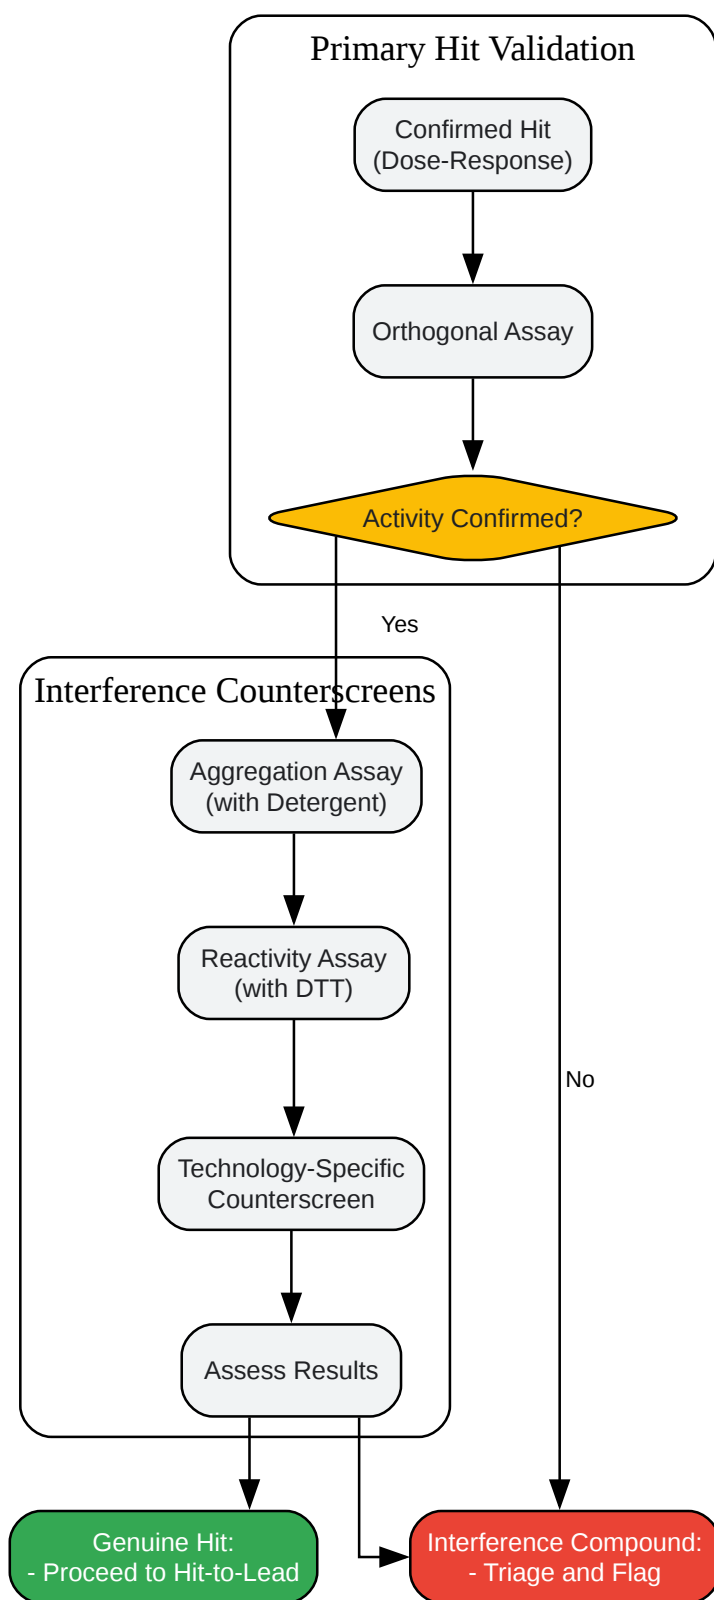 Primary Hit Validation
Confirmed Hit
(Dose-Response)
Orthogonal Assay
Activity Confirmed?
Yes
Interference Counterscreens
Aggregation Assay
(with Detergent)
Reactivity Assay
(with DTT)
No
Technology-Specific
Counterscreen
Assess Results
Genuine Hit:
- Proceed to Hit-to-Lead
Interference Compound:
- Triage and Flag